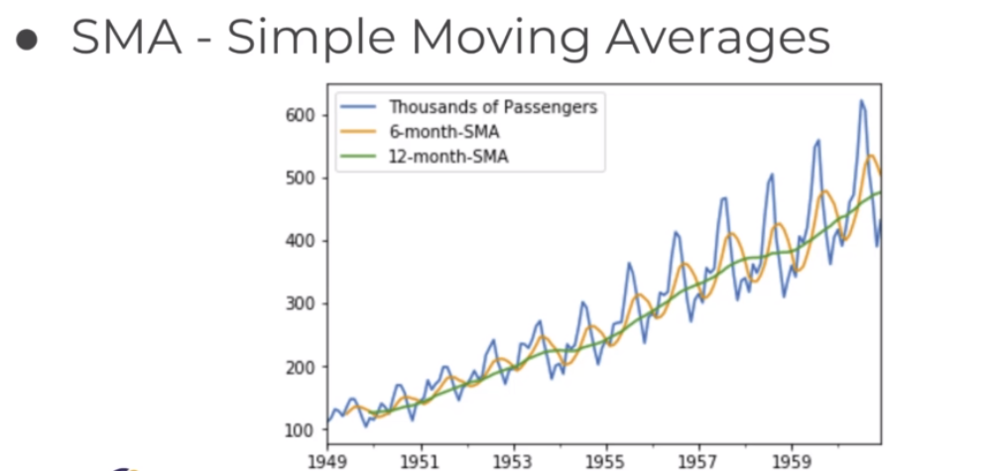 ● SMA - Simple Moving Averages
Thousands of Passengers
6-month-SMA
12-month-SMA
600
500
400
300
200
100
1949 1951 1953 1955 1957 1959